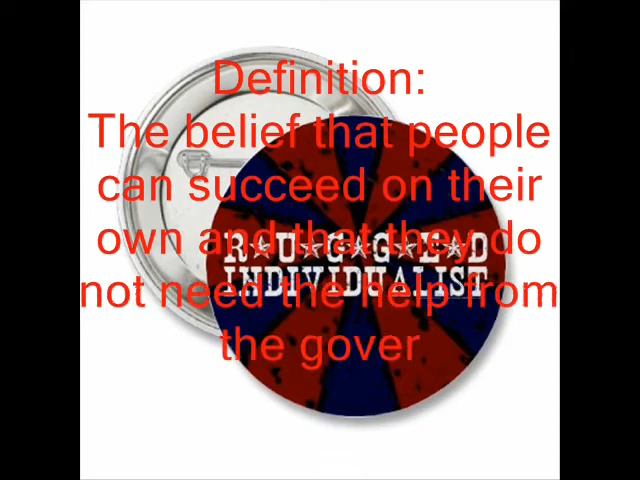 Definition:
The belief that people
can succeed on their
own and that they do
not need the help from
the gover
R★U★G★G★E★D
INDIVIDUALIST